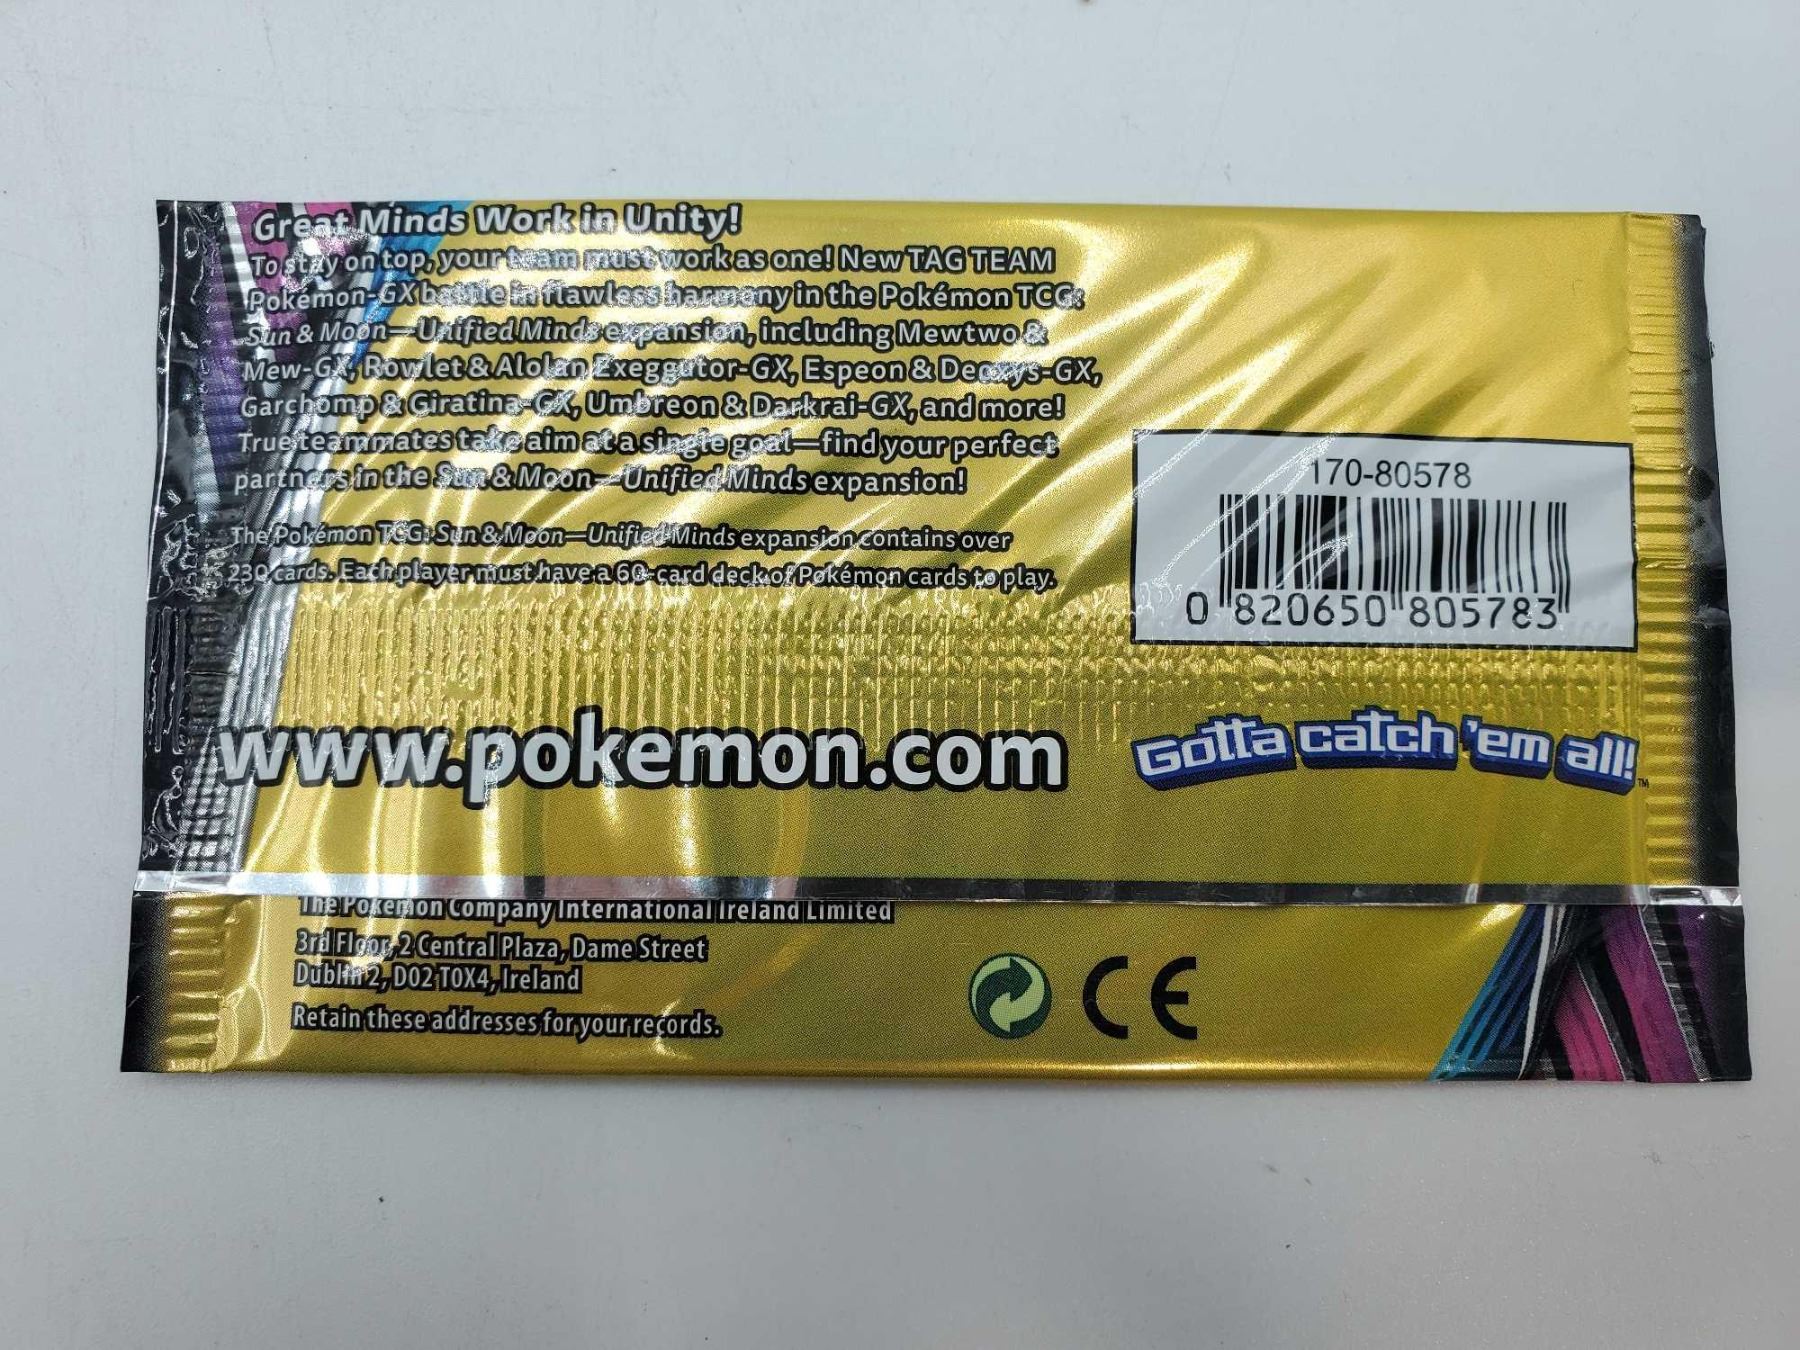 Great Minds Work in Unity!
To stay on top, your team must work as one! New TAG TEAM
Pokémon-GX battle in flawless harmony in the Pokémon TCG:
Sun & Moon—Unified Minds expansion, including Mewtwo &
Mew-GX, Rowlet & Alolan Exeggutor-GX, Espeon & Deoxys-GX,
Garchomp & Giratina-GX, Umbreon & Darkrai-GX, and more!
True teammates take aim at a single goal—find your perfect
partners in the Sun & Moon—Unified Minds expansion!
The Pokémon TCG: Sun & Moon—Unified Minds expansion contains over
230 cards. Each player must have a 60-card deck of Pokémon cards to play.
170-80578
0 820650 805783
www.pokemon.com
Gotta catch 'em all!™
The Pokémon Company International Ireland Limited
3rd Floor, 2 Central Plaza, Dame Street
Dublin 2, D02 T0X4, Ireland
Retain these addresses for your records.
CE